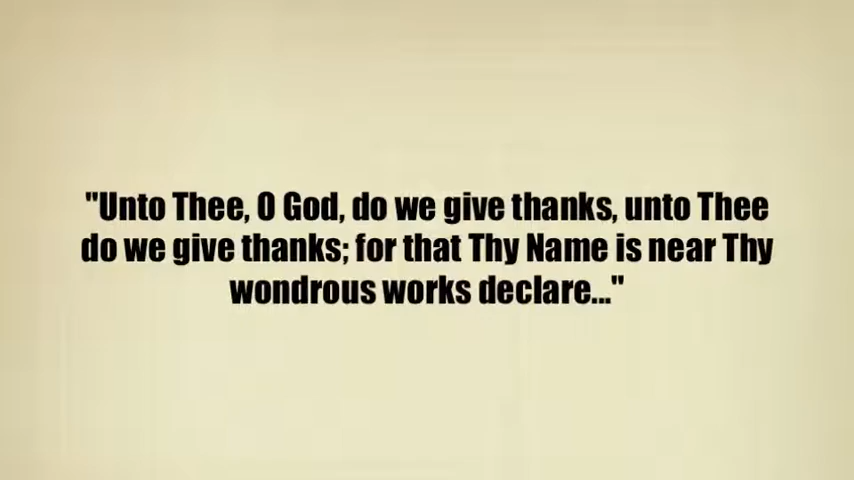 "Unto Thee, O God, do we give thanks, unto Thee
do we give thanks; for that Thy Name is near Thy
wondrous works declare..."